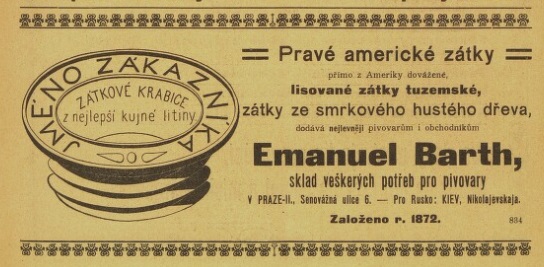 JMÉNO ZÁKAZNÍKA
ZÁTKOVÉ KRABICE
z nejlepší kujné litiny
Pravé americké zátky
přímo z Ameriky dovážené,
lisované zátky tuzemské,
zátky ze smrkového hustého dřeva,
dodává nejlevněji pivovarům i obchodníkům
Emanuel Barth,
sklad veškerých potřeb pro pivovary
V PRAZE-II., Senovážná ulice 6. — Pro Rusko: KIEV, Nikolajevskaja.
Založeno r. 1872.
834